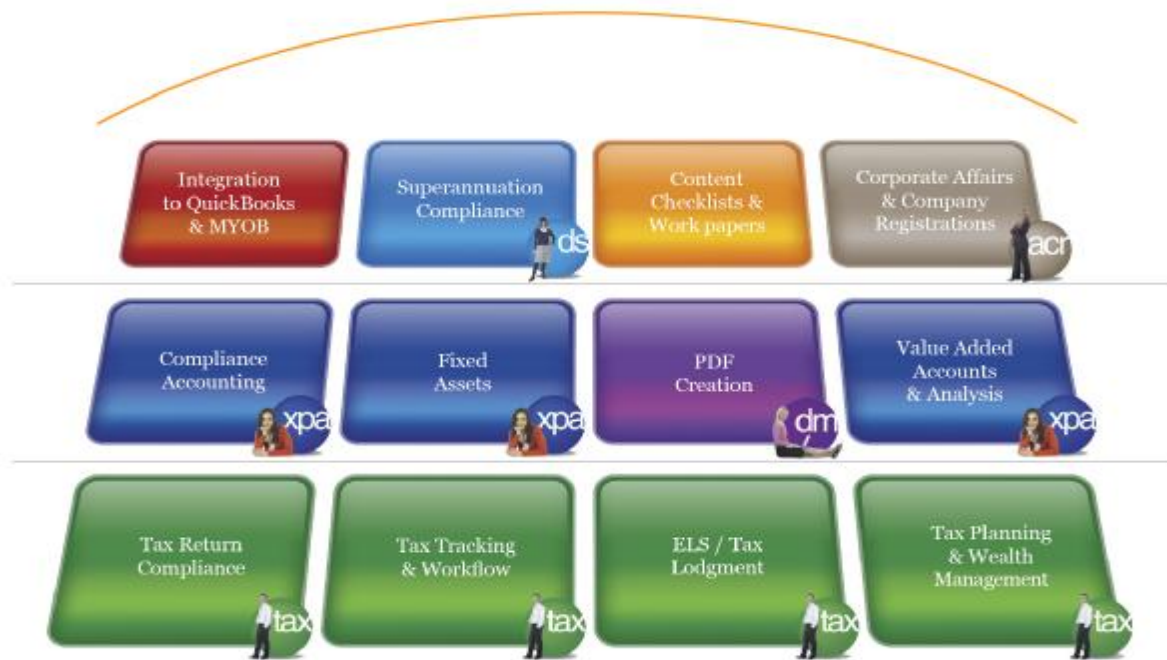 Integration
to QuickBooks
& MYOB
Superannuation
Compliance
ds
Content
Checklists &
Work papers
Corporate Affairs
& Company
Registrations
acr
Compliance
Accounting
xpa
Fixed
Assets
xpa
PDF
Creation
dm
Value Added
Accounts
& Analysis
xpa
Tax Return
Compliance
tax
Tax Tracking
& Workflow
tax
ELS / Tax
Lodgment
tax
Tax Planning
& Wealth
Management
tax